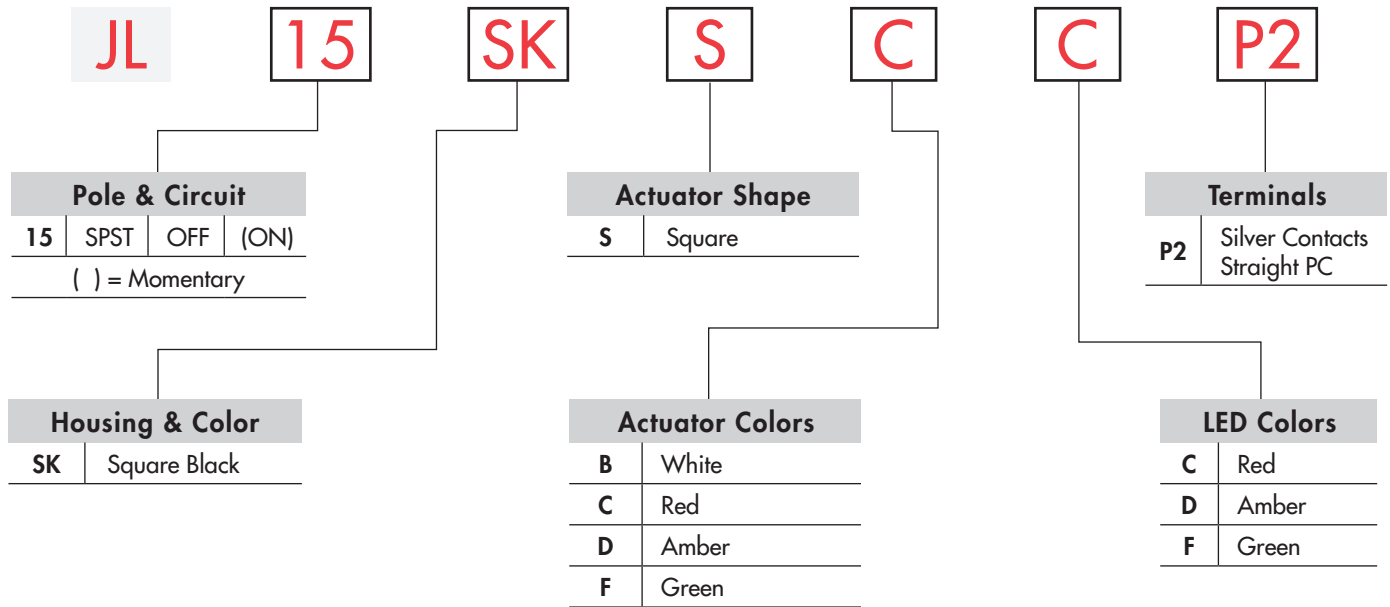 JL 15 SK S C C P2
Pole & Circuit
15 SPST OFF (ON)
( ) = Momentary
Actuator Shape
S Square
Terminals
P2 Silver Contacts
Straight PC
Housing & Color
SK Square Black
Actuator Colors
B White
C Red
D Amber
F Green
LED Colors
C Red
D Amber
F Green